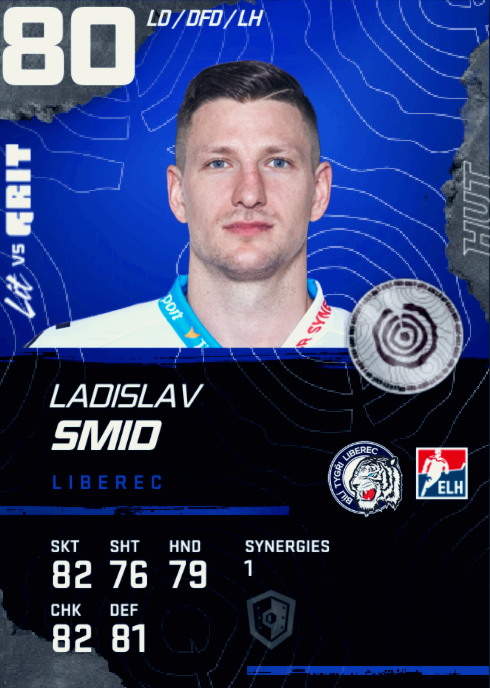 80
LD/DFD/LH
Lit vs GRIT
HUT
LADISLAV
SMID
LIBEREC
BÍLÍ TYGŘI LIBEREC
ELH
SKT SHT HND SYNERGIES
82 76 79 1
CHK DEF
82 81